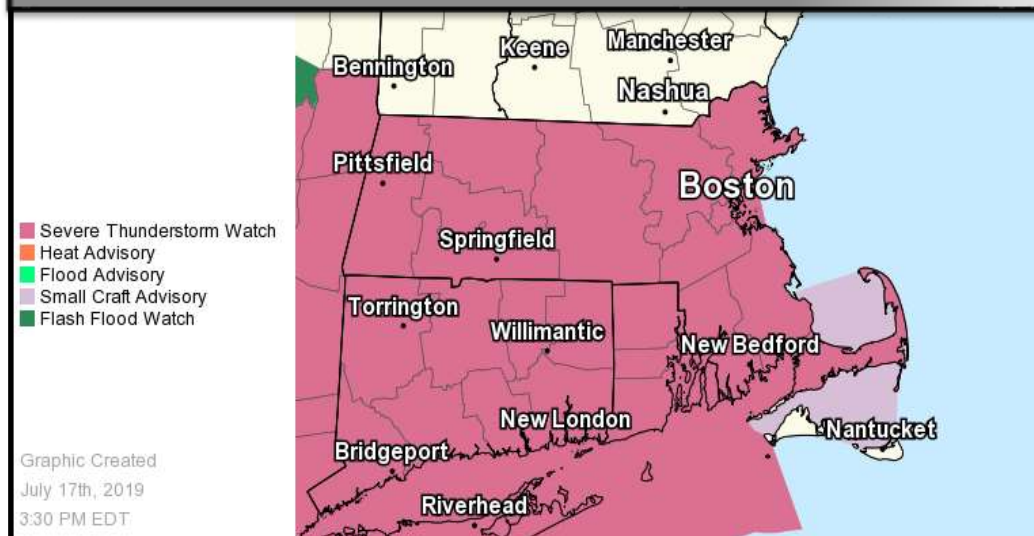 Keene
Manchester
Bennington
Nashua
Pittsfield
Boston
Severe Thunderstorm Watch
Heat Advisory
Flood Advisory
Small Craft Advisory
Flash Flood Watch
Springfield
Torrington
Willimantic
New Bedford
New London
Nantucket
Bridgeport
Riverhead
Graphic Created
July 17th, 2019
3:30 PM EDT